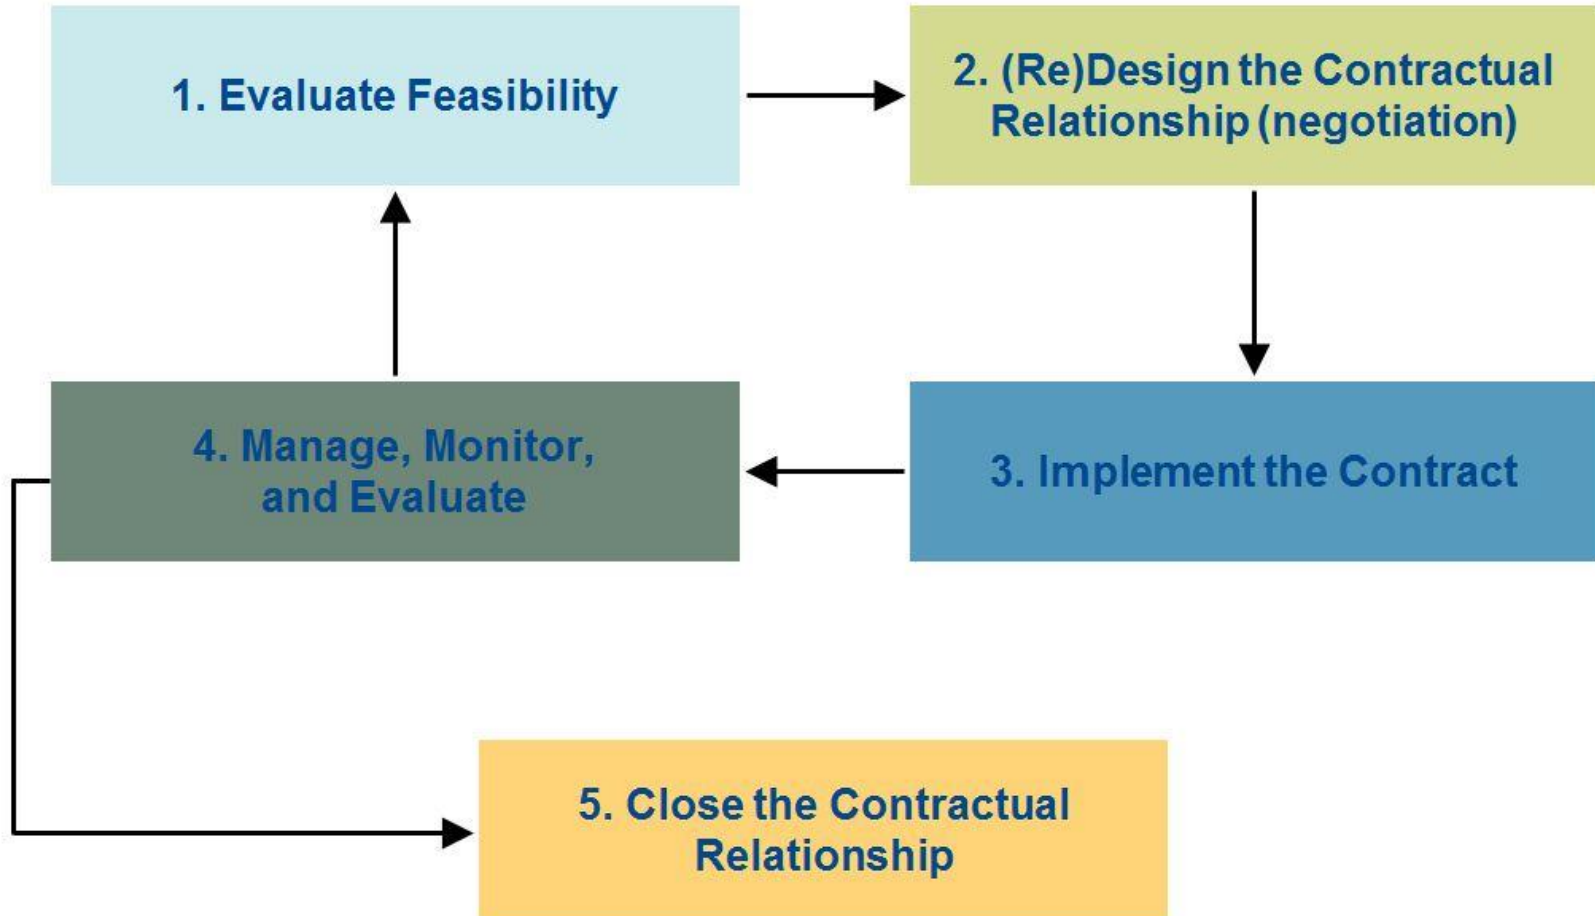 1. Evaluate Feasibility
2. (Re)Design the Contractual
Relationship (negotiation)
4. Manage, Monitor,
and Evaluate
3. Implement the Contract
5. Close the Contractual
Relationship